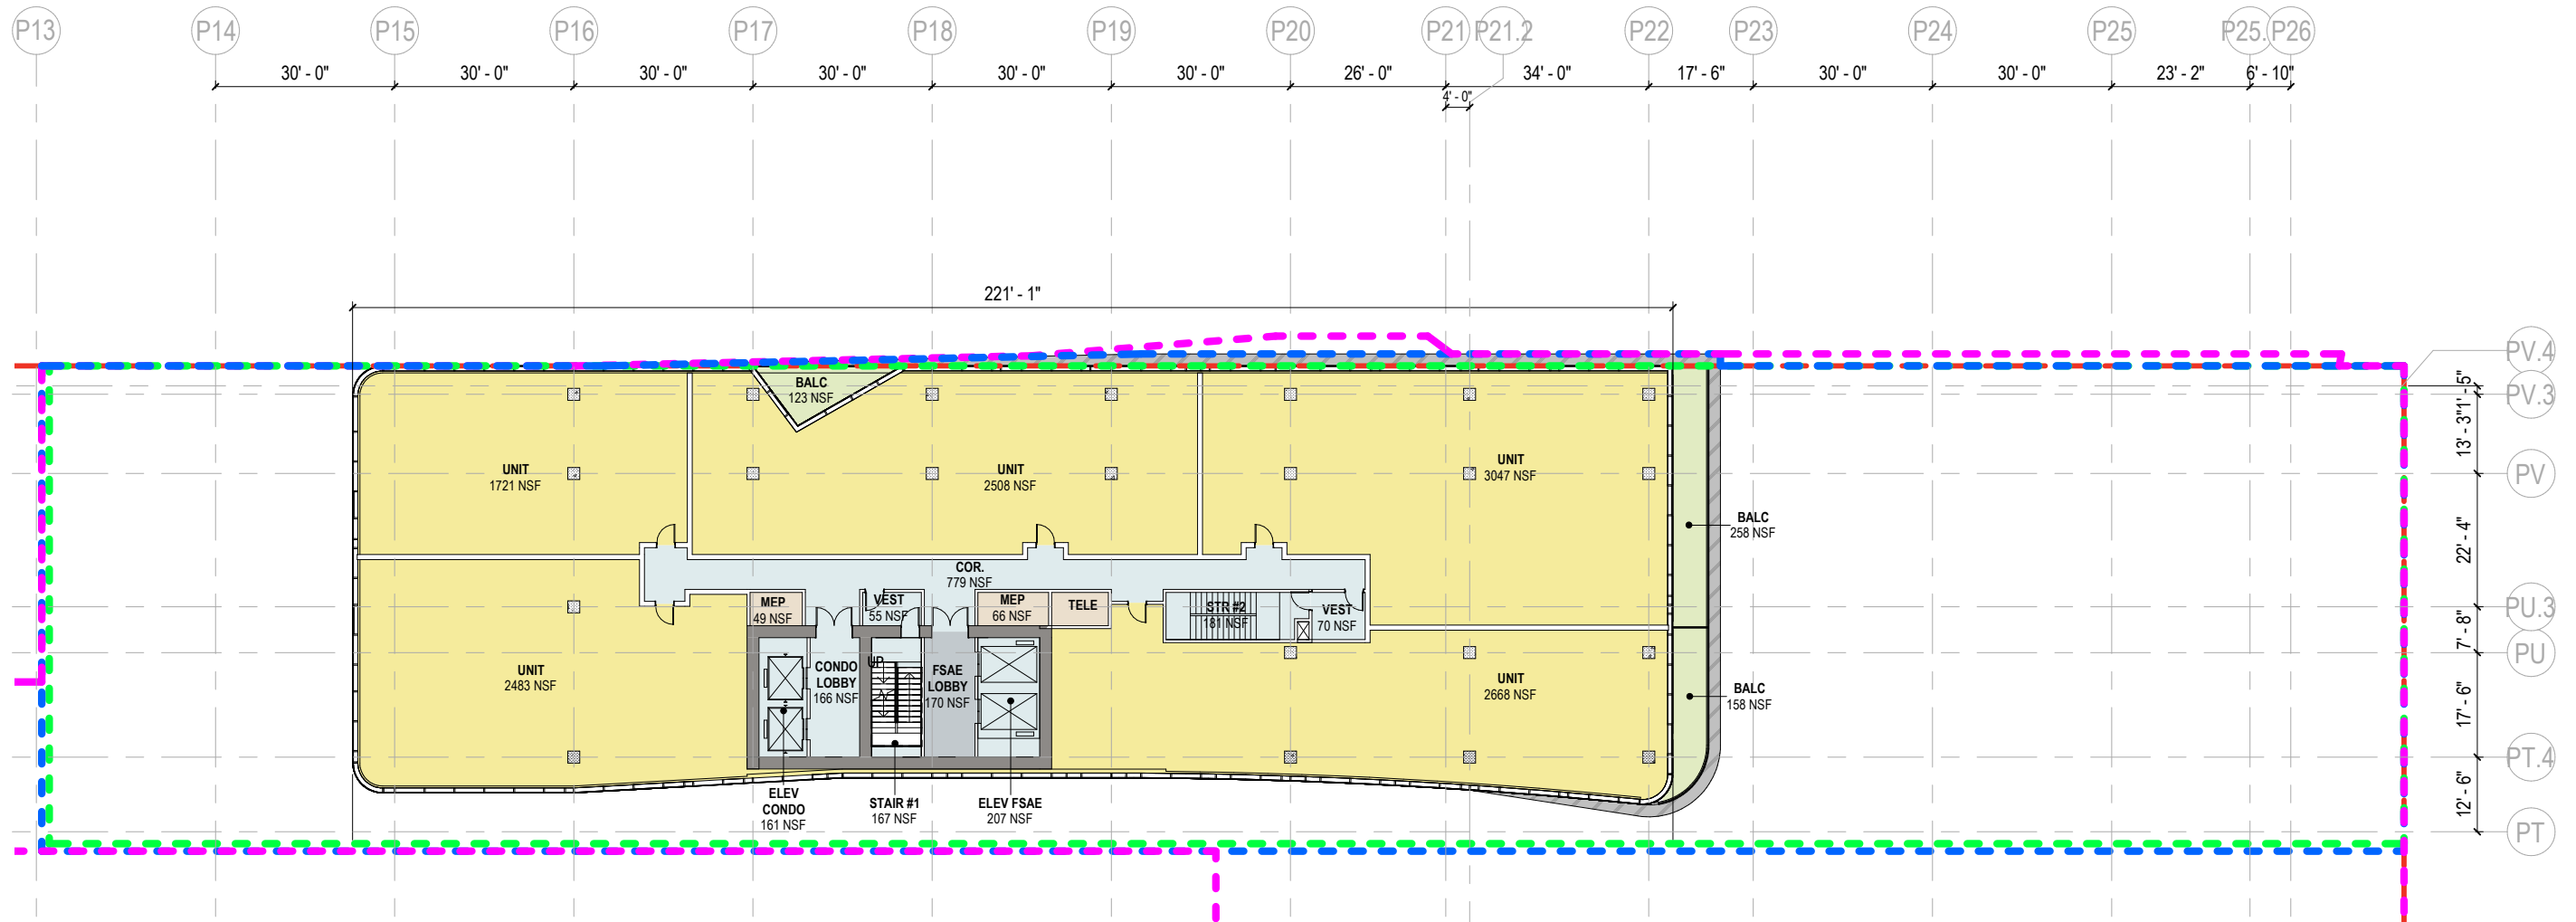 P13
P14
P15
P16
P17
P18
P19
P20
P21
P21.2
P22
P23
P24
P25
P25.
P26
30' - 0"
30' - 0"
30' - 0"
30' - 0"
30' - 0"
30' - 0"
26' - 0"
34' - 0"
17' - 6"
30' - 0"
30' - 0"
23' - 2"
6' - 10"
4' - 0"
221' - 1"
PV.4
PV.3
PV
PU.3
PU
PT.4
PT
1' - 5"
13' - 3"
22' - 4"
7' - 8"
17' - 6"
12' - 6"
BALC
123 NSF
UNIT
1721 NSF
UNIT
2508 NSF
UNIT
3047 NSF
BALC
258 NSF
COR.
779 NSF
MEP
49 NSF
VEST
55 NSF
MEP
66 NSF
TELE
STR #2
181 NSF
VEST
70 NSF
UNIT
2483 NSF
CONDO
LOBBY
166 NSF
UP
FSAE
LOBBY
170 NSF
UNIT
2668 NSF
BALC
158 NSF
ELEV
CONDO
161 NSF
STAIR #1
167 NSF
ELEV FSAE
207 NSF